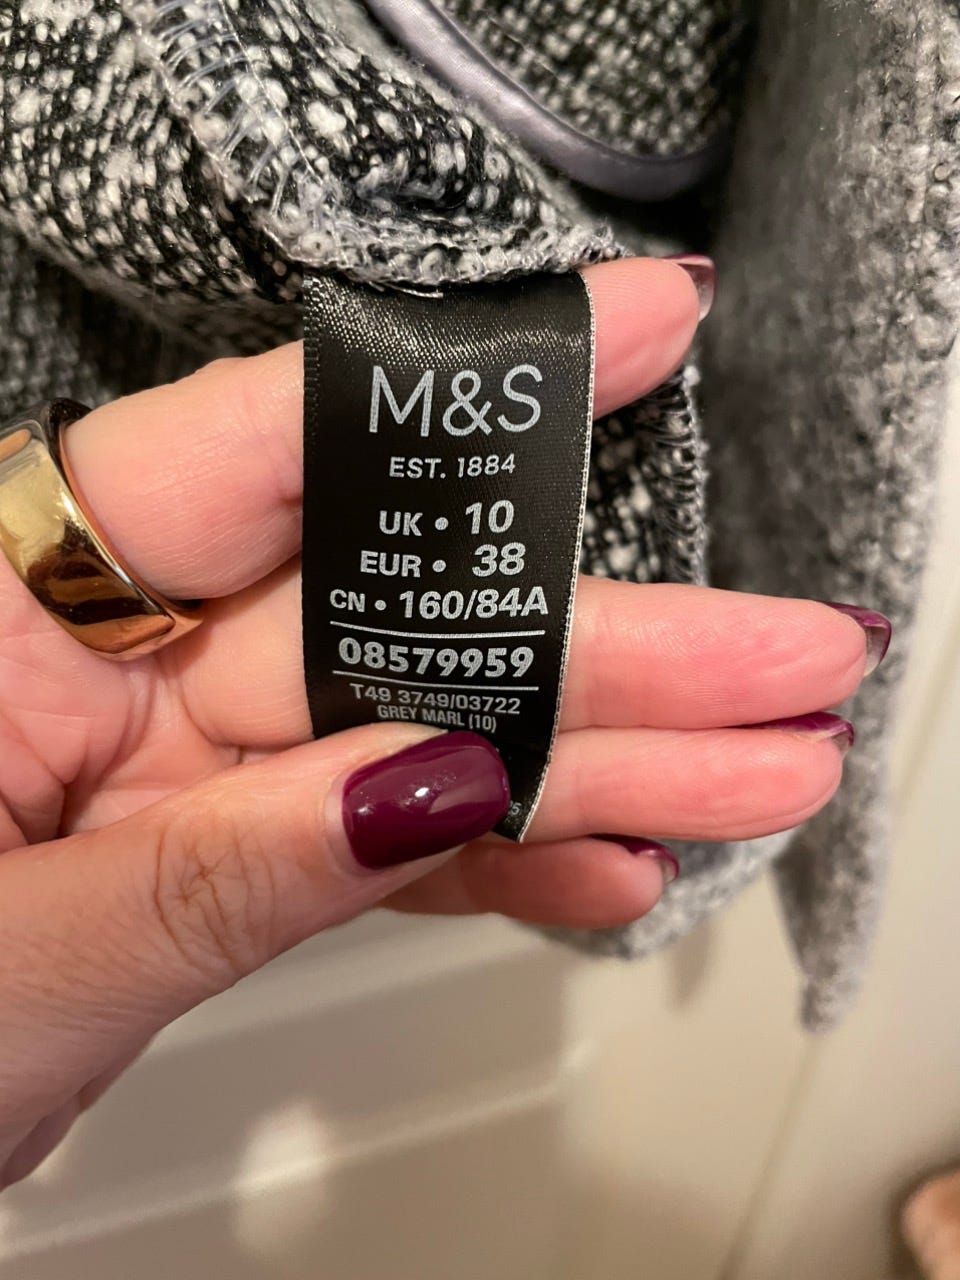 M&S
EST. 1884
UK • 10
EUR • 38
CN • 160/84A
08579959
T49 3749/03722
GREY MARL (10)